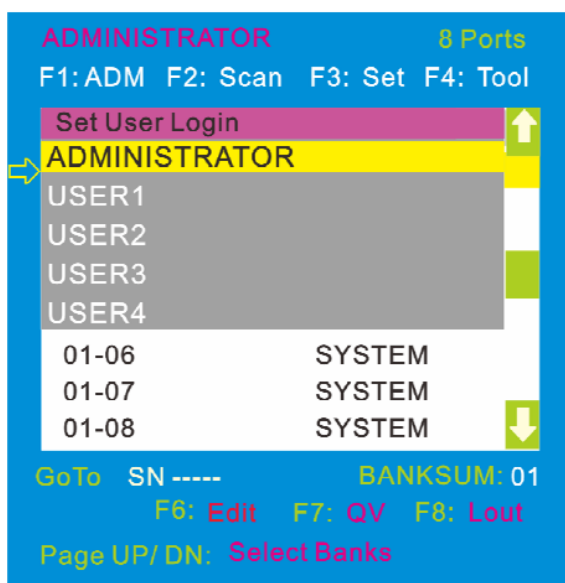 ADMINISTRATOR 8 Ports
F1: ADM F2: Scan F3: Set F4: Tool
Set User Login
ADMINISTRATOR
USER1
USER2
USER3
USER4
01-06 SYSTEM
01-07 SYSTEM
01-08 SYSTEM
GoTo SN ----- BANKSUM: 01
F6: Edit F7: QV F8: Lout
Page UP/ DN: Select Banks